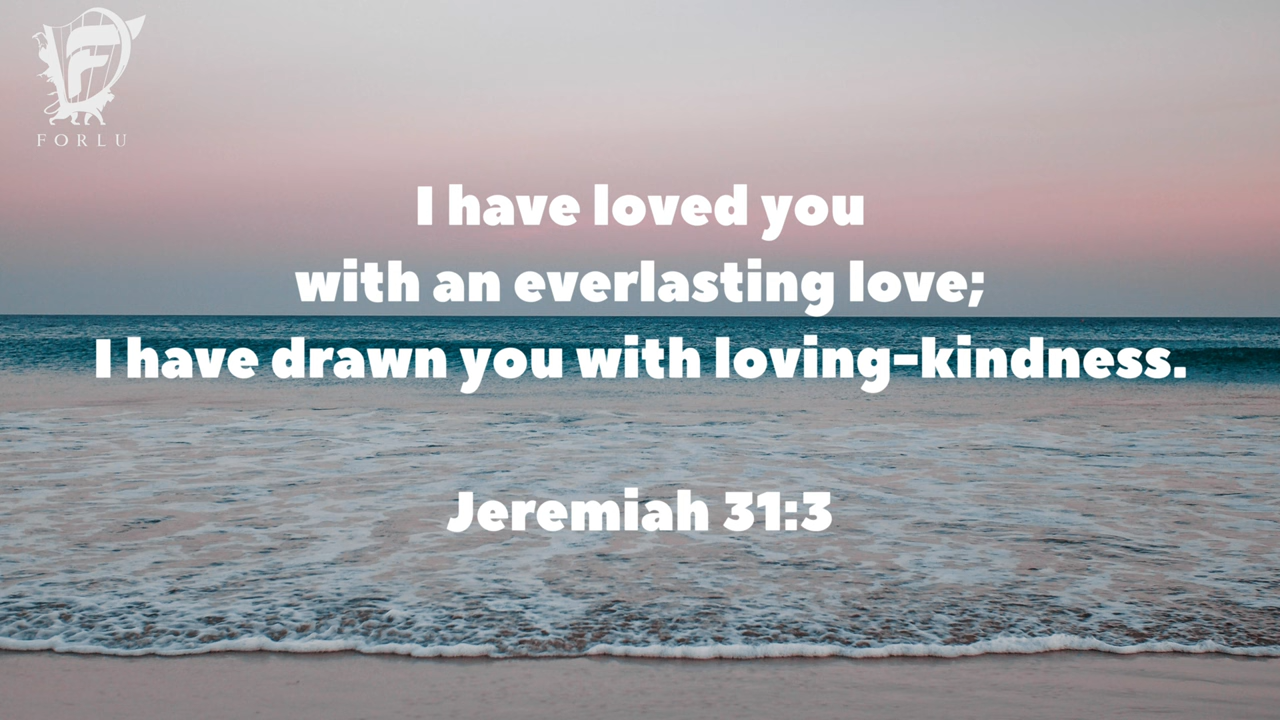 FORLU
I have loved you
with an everlasting love;
I have drawn you with loving-kindness.
Jeremiah 31:3